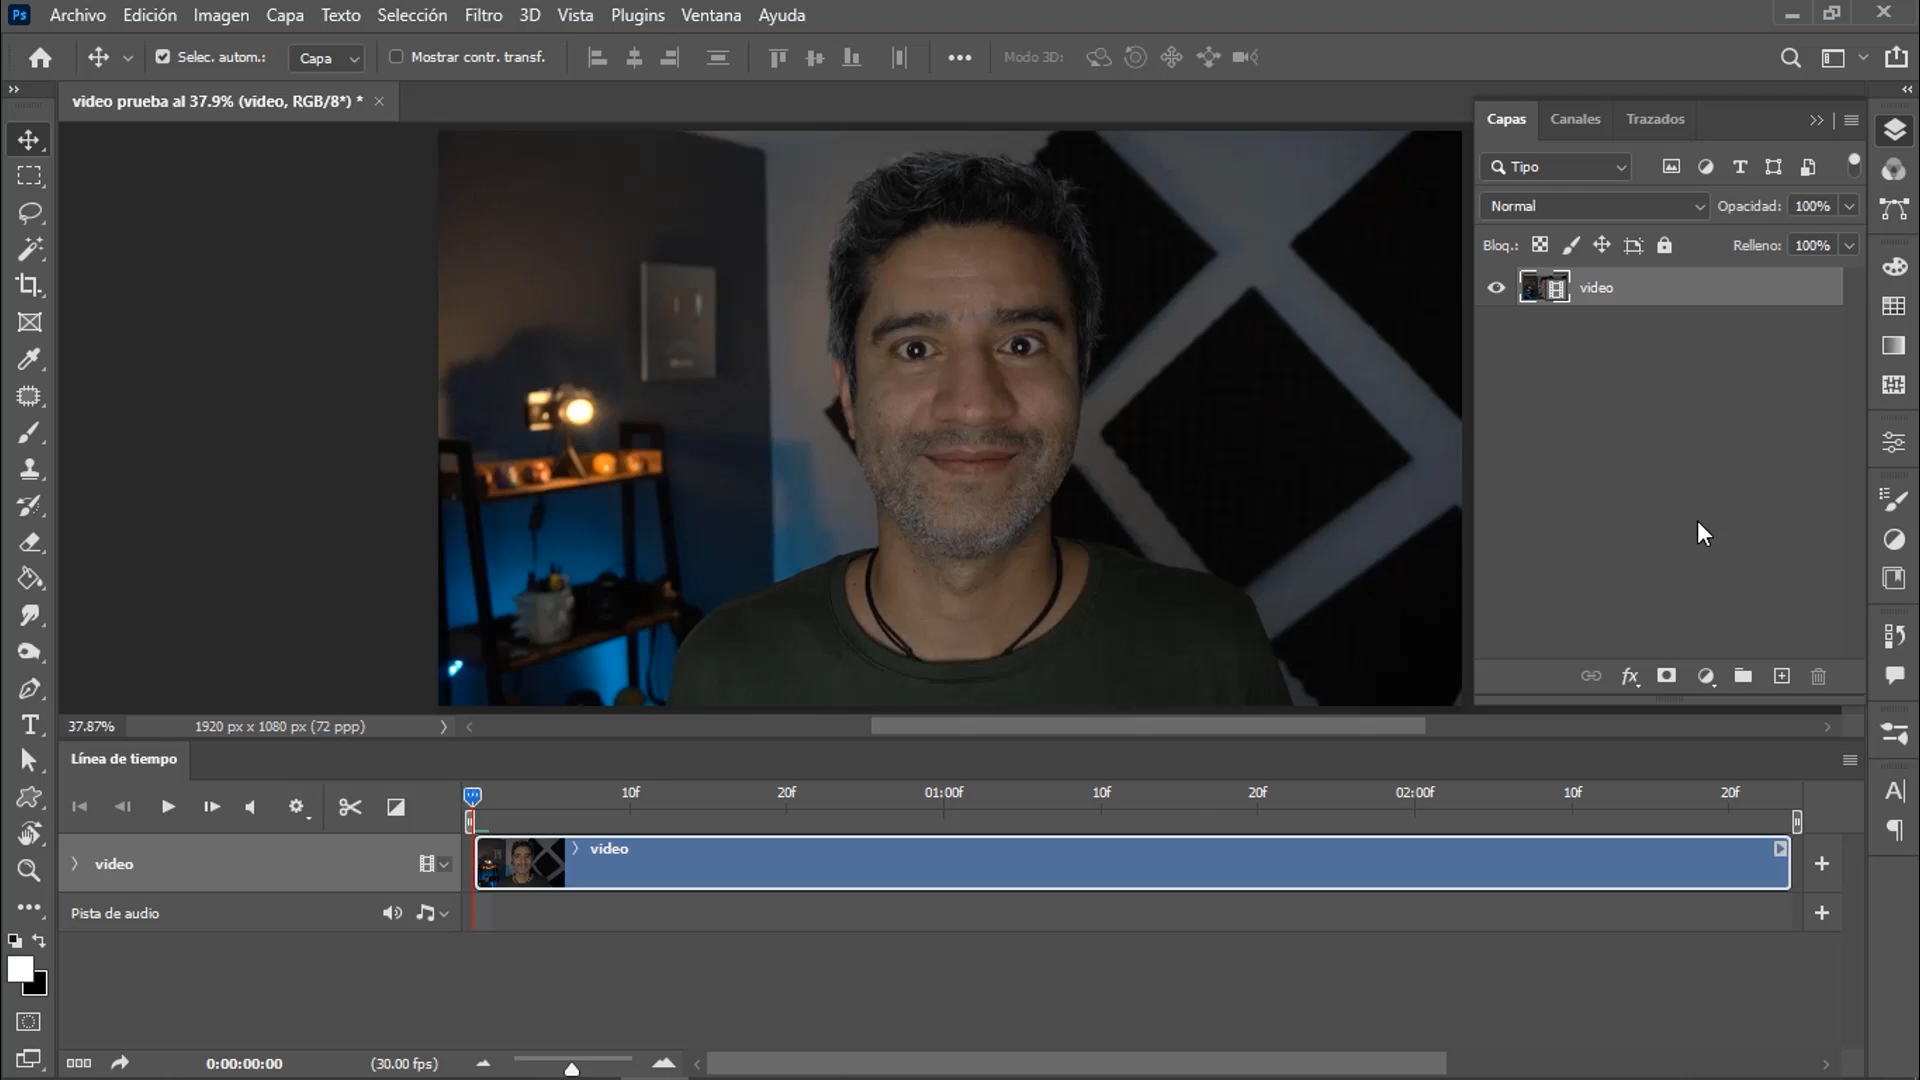 Ps Archivo Edición Imagen Capa Texto Selección Filtro 3D Vista Plugins Ventana Ayuda
Selec. autom.: Capa Mostrar contr. transf. Modo 3D:
video prueba al 37.9% (video, RGB/8*) *
Capas Canales Trazados
Tipo
Normal Opacidad: 100%
Bloq.: Relleno: 100%
video
37.87% 1920 px x 1080 px (72 ppp)
Línea de tiempo
10f 20f 01:00f 10f 20f 02:00f 10f 20f
video
video
Pista de audio
0:00:00:00 (30.00 fps)